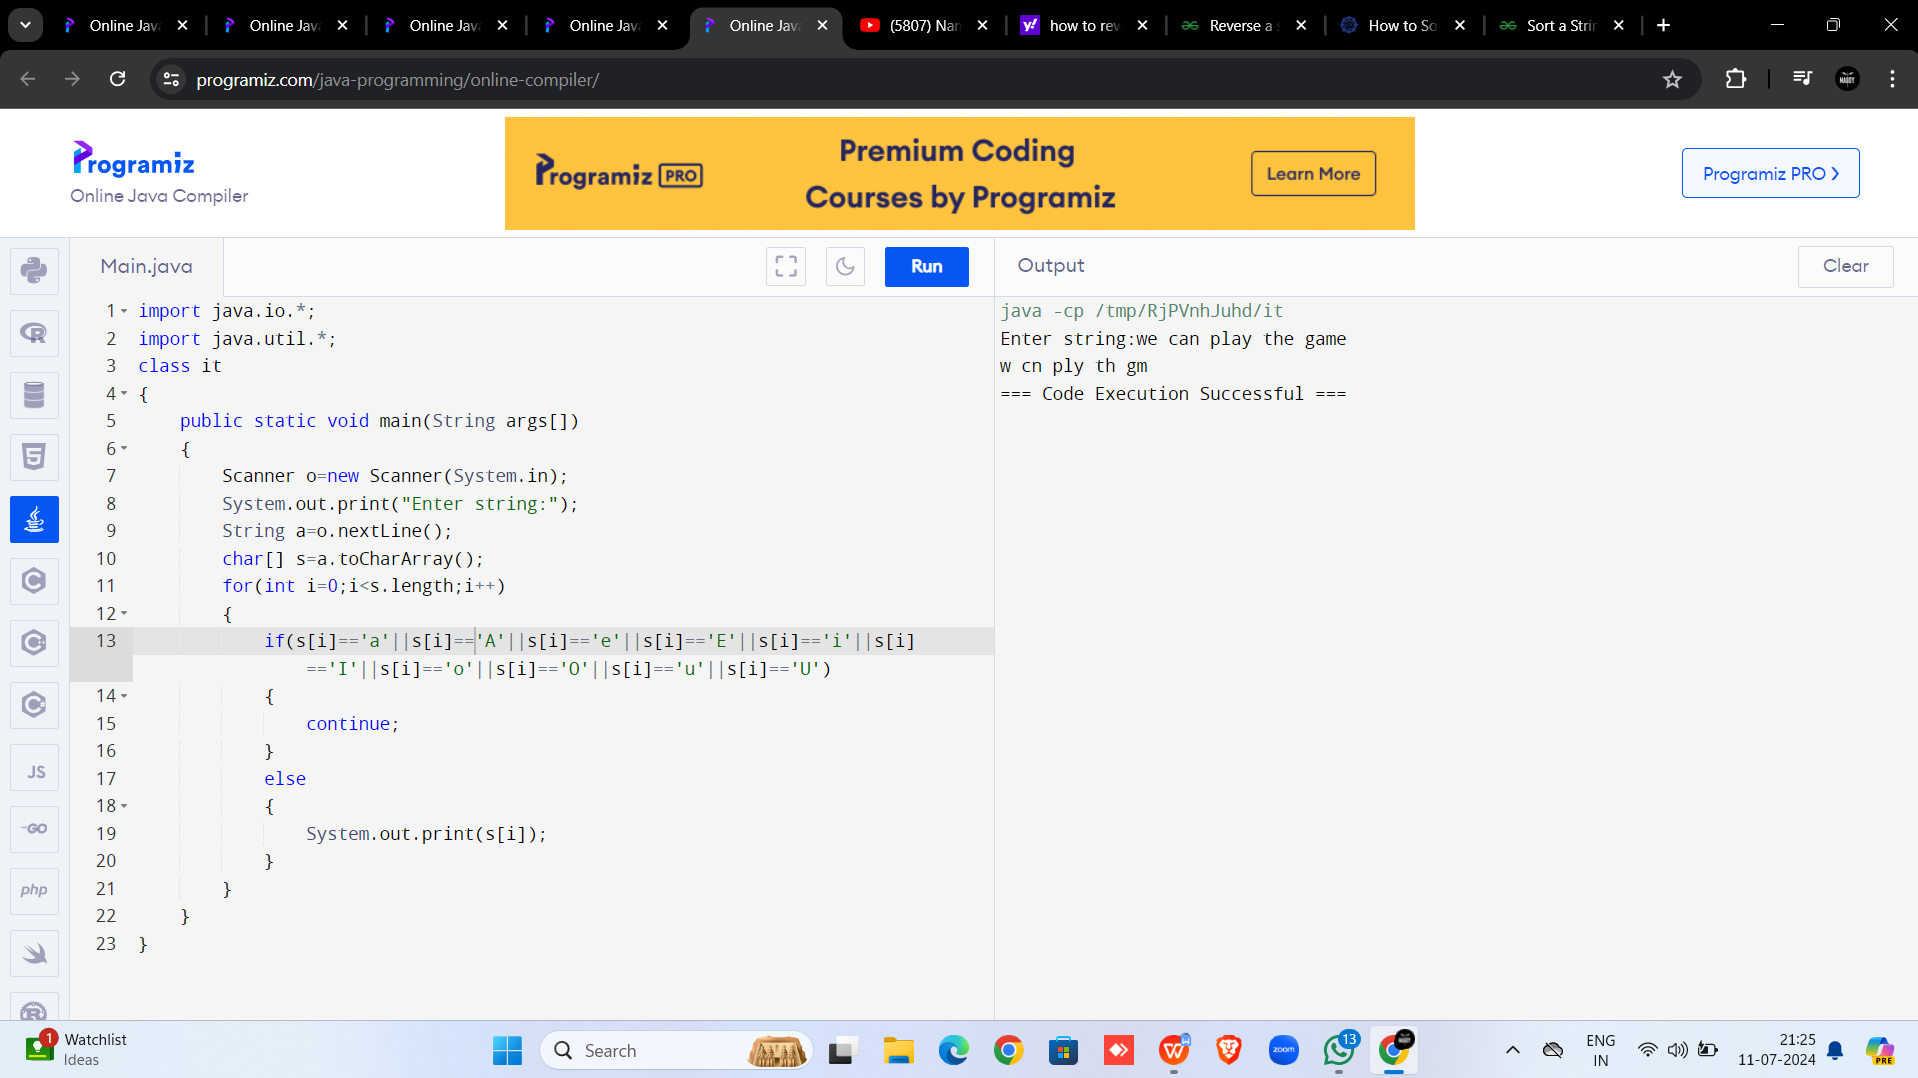 Online Java
Online Java
Online Java
Online Java
Online Java
(5807) Nan
how to rev
Reverse a s
How to So
Sort a Strin
programiz.com/java-programming/online-compiler/
Programiz
Online Java Compiler
Programiz PRO
Premium Coding
Courses by Programiz
Learn More
Programiz PRO
Main.java
Run
Output
Clear
1 import java.io.*;
2 import java.util.*;
3 class it
4 {
5 public static void main(String args[])
6 {
7 Scanner o=new Scanner(System.in);
8 System.out.print("Enter string:");
9 String a=o.nextLine();
10 char[] s=a.toCharArray();
11 for(int i=0;i<s.length;i++)
12 {
13 if(s[i]=='a'||s[i]=='A'||s[i]=='e'||s[i]=='E'||s[i]=='i'||s[i]
=='I'||s[i]=='o'||s[i]=='O'||s[i]=='u'||s[i]=='U')
14 {
15 continue;
16 }
17 else
18 {
19 System.out.print(s[i]);
20 }
21 }
22 }
23 }
java -cp /tmp/RjPVnhJuhd/it
Enter string:we can play the game
w cn ply th gm
=== Code Execution Successful ===
JS
GO
php
1
Watchlist
Ideas
Search
zoom
13
ENG
IN
21:25
11-07-2024
PRE